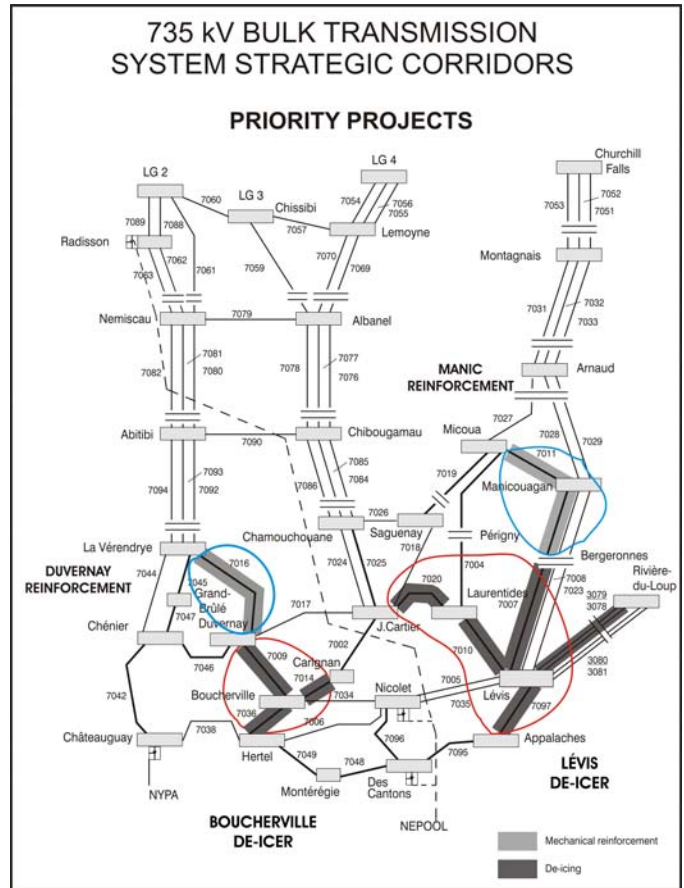 735 kV BULK TRANSMISSION
SYSTEM STRATEGIC CORRIDORS
PRIORITY PROJECTS
LG 2
LG 3
LG 4
Churchill
Falls
7060
Chissibi
7054
7056
7055
7053
7052
7051
7089
7088
7057
Lemoyne
Radisson
7062
7063
7061
7059
7070
7069
Montagnais
7031
7032
7033
Nemiscau
7079
Albanel
7082
7081
7080
7078
7077
7076
MANIC
REINFORCEMENT
Arnaud
7027
Abitibi
7090
Chibougamau
Micoua
7028
7029
7011
7094
7093
7092
7086
7085
7084
7019
Manicouagan
Chamouchouane
7026
Saguenay
Périgny
La Vérendrye
7018
Bergeronnes
DUVERNAY
REINFORCEMENT
7044
7045
7016
7024
7025
7004
7008
7023
Rivière-
du-Loup
7047
Grand-
Brûlé
7020
Laurentides
7007
3079
3078
Chénier
Duvernay
7017
J.Cartier
7046
7009
7002
7010
Carignan
7014
3080
3081
7042
Boucherville
7034
Nicolet
7005
7035
Lévis
7097
7038
7036
7006
Châteauguay
Hertel
7096
7095
Appalaches
7049
7048
NYPA
Montérégie
Des
Cantons
LÉVIS
DE-ICER
BOUCHERVILLE
DE-ICER
NEPOOL
Mechanical reinforcement
De-icing